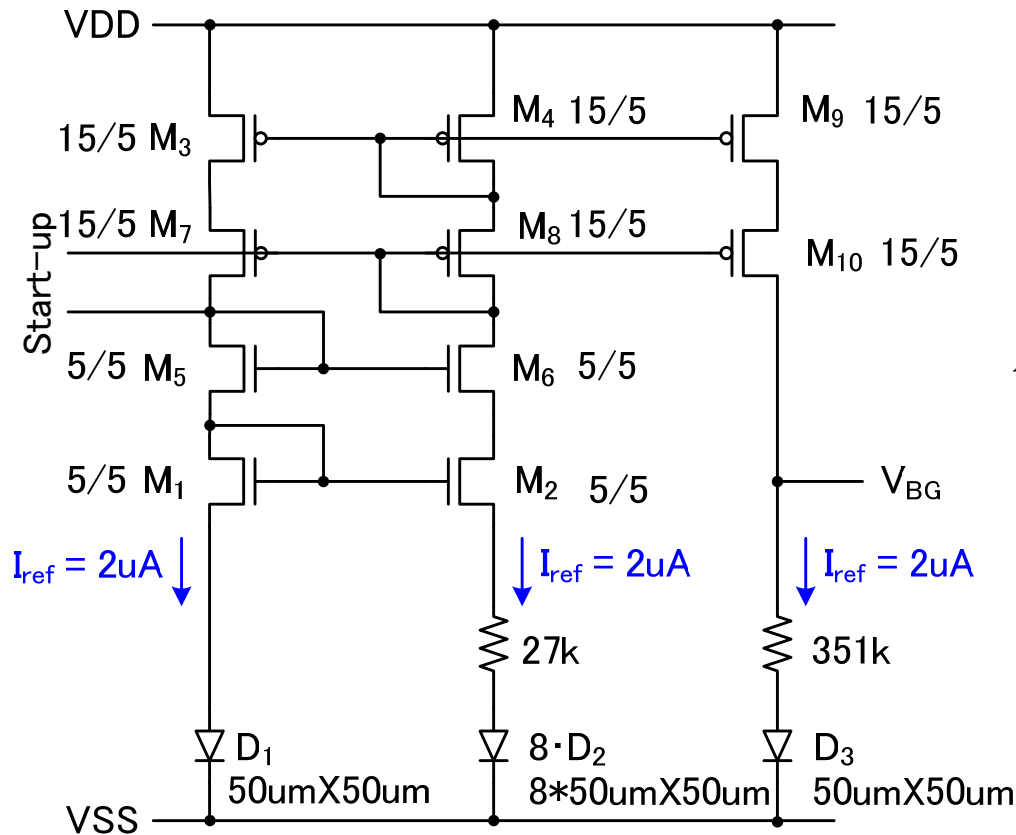 VDD
15/5 M3
M4 15/5
M9 15/5
15/5 M7
M8 15/5
M10 15/5
Start-up
5/5 M5
M6 5/5
5/5 M1
M2 5/5
VBG
Iref = 2uA
Iref = 2uA
Iref = 2uA
27k
351k
D1
50umX50um
8·D2
8*50umX50um
D3
50umX50um
VSS